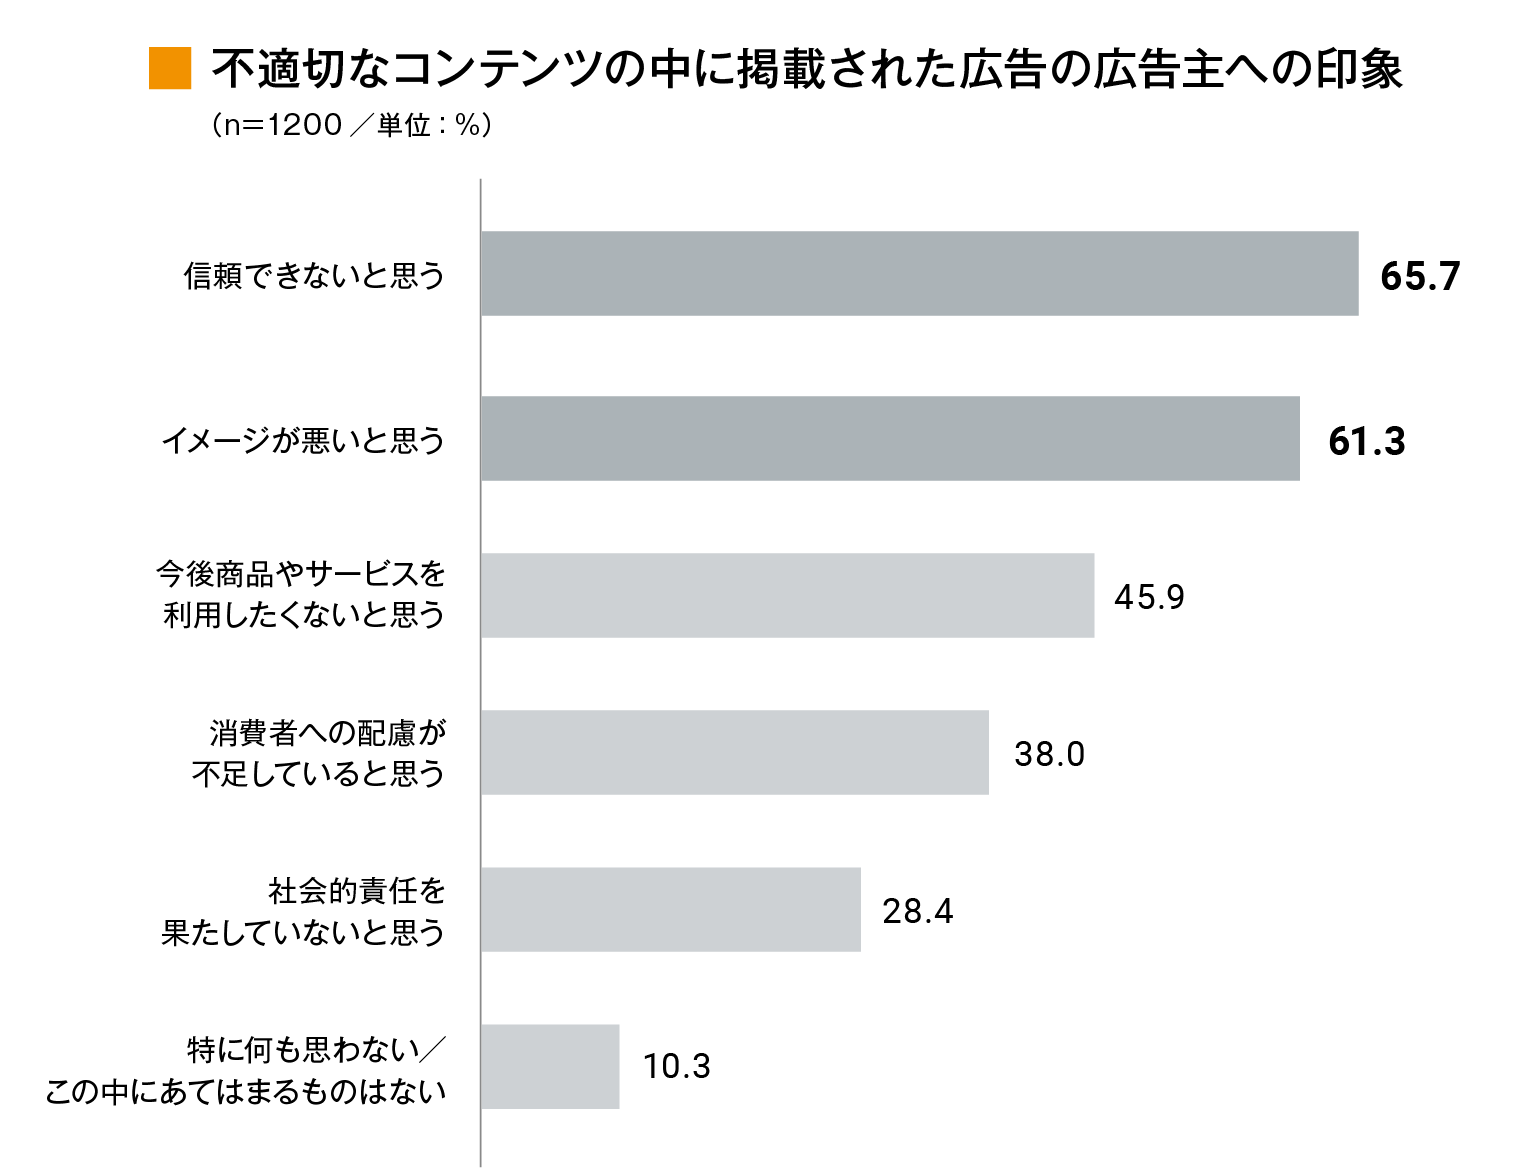 不適切なコンテンツの中に掲載された広告の広告主への印象
（n＝1200／単位：%）
信頼できないと思う
65.7
イメージが悪いと思う
61.3
今後商品やサービスを
利用したくないと思う
45.9
消費者への配慮が
不足していると思う
38.0
社会的責任を
果たしていないと思う
28.4
特に何も思わない／
この中にあてはまるものはない
10.3